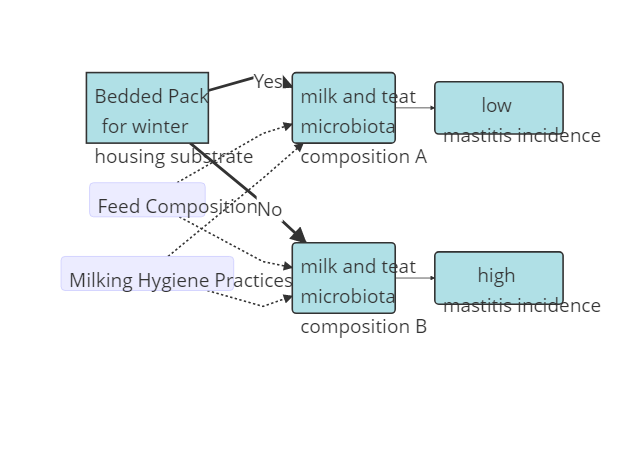 Bedded Pack
for winter
housing substrate
Yes
milk and teat
microbiota
composition A
low
mastitis incidence
Feed Composition
No
Milking Hygiene Practices
milk and teat
microbiota
composition B
high
mastitis incidence